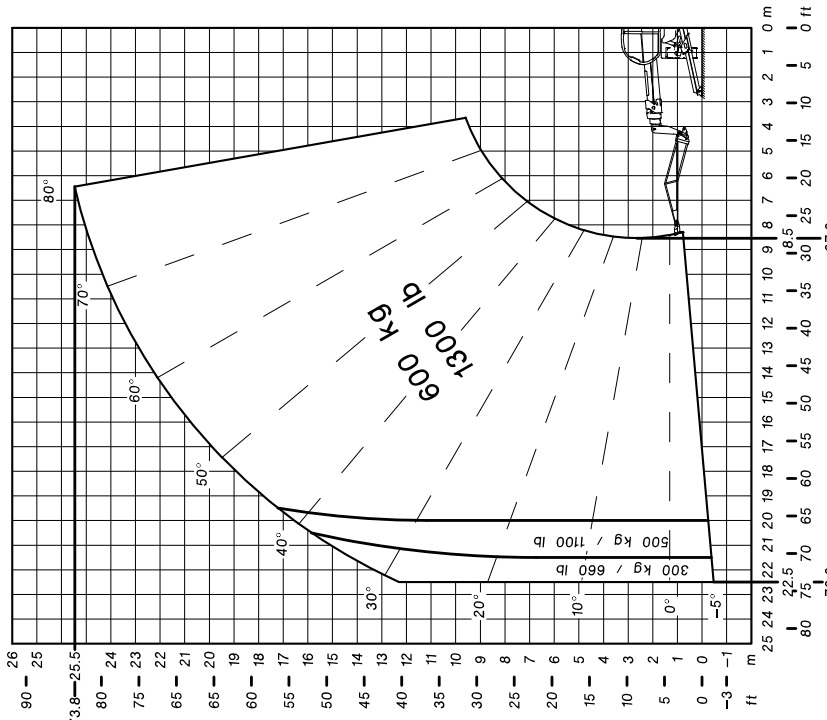 0 m 1 2 3 4 5 6 7 8 8.5 9 10 11 12 13 14 15 16 17 18 19 20 21 22 22.5 23 24 25
0 ft 5 10 15 20 25 30 35 40 45 50 55 60 65 70 75 80
80°
70°
60°
50°
40°
30°
20°
10°
0°
–5°
600 kg
1300 lb
500 kg / 1100 lb
300 kg / 660 lb
26 25 25.5 24 23 22 21 20 19 18 17 16 15 14 13 12 11 10 9 8 7 6 5 4 3 2 1 0 –1 m
90 80 75 65 65 55 50 45 40 35 30 25 20 15 10 5 0 –3 ft